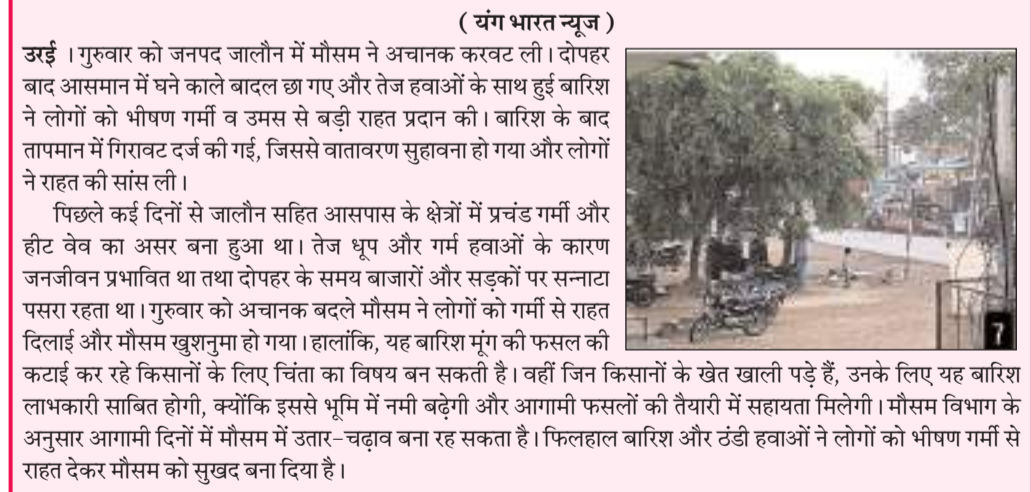 ( यंग भारत न्यूज )
उरई । गुरुवार को जनपद जालौन में मौसम ने अचानक करवट ली। दोपहर
बाद आसमान में घने काले बादल छा गए और तेज हवाओं के साथ हुई बारिश
ने लोगों को भीषण गर्मी व उमस से बड़ी राहत प्रदान की। बारिश के बाद
तापमान में गिरावट दर्ज की गई, जिससे वातावरण सुहावना हो गया और लोगों
ने राहत की सांस ली।
पिछले कई दिनों से जालौन सहित आसपास के क्षेत्रों में प्रचंड गर्मी और
हीट वेव का असर बना हुआ था। तेज धूप और गर्म हवाओं के कारण
जनजीवन प्रभावित था तथा दोपहर के समय बाजारों और सड़कों पर सन्नाटा
पसरा रहता था। गुरुवार को अचानक बदले मौसम ने लोगों को गर्मी से राहत
दिलाई और मौसम खुशनुमा हो गया। हालांकि, यह बारिश मूंग की फसल की
कटाई कर रहे किसानों के लिए चिंता का विषय बन सकती है। वहीं जिन किसानों के खेत खाली पड़े हैं, उनके लिए यह बारिश
लाभकारी साबित होगी, क्योंकि इससे भूमि में नमी बढ़ेगी और आगामी फसलों की तैयारी में सहायता मिलेगी। मौसम विभाग के
अनुसार आगामी दिनों में मौसम में उतार-चढ़ाव बना रह सकता है। फिलहाल बारिश और ठंडी हवाओं ने लोगों को भीषण गर्मी से
राहत देकर मौसम को सुखद बना दिया है।
7